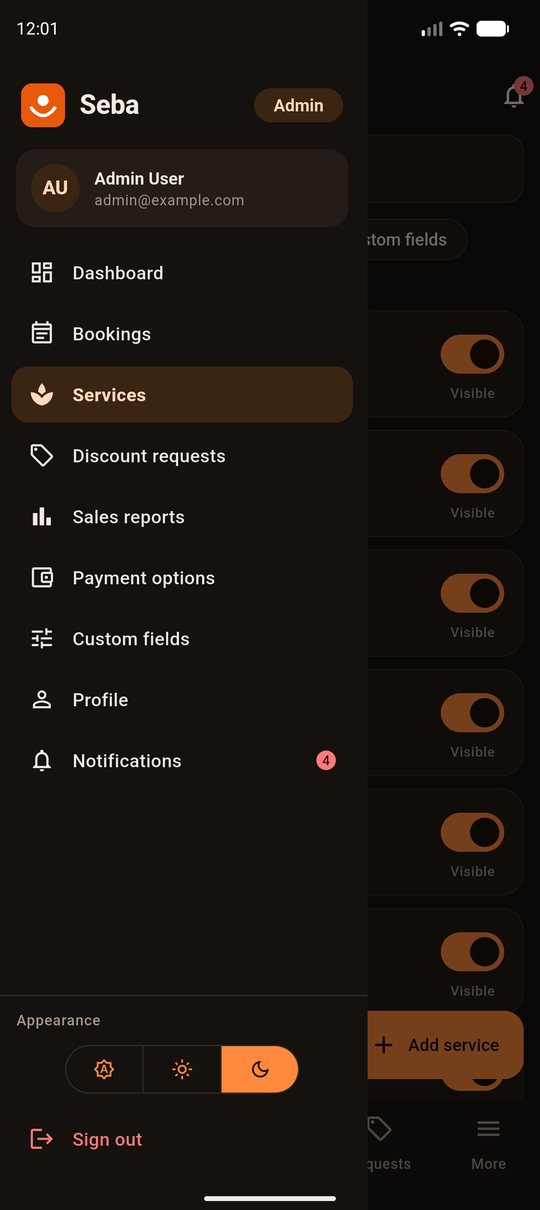 12:01
4
Seba
Admin
AU
Admin User
admin@example.com
stom fields
Dashboard
Bookings
Visible
Services
Discount requests
Visible
Sales reports
Payment options
Visible
Custom fields
Profile
Visible
Notifications
4
Visible
Visible
Appearance
A
Add service
Sign out
quests
More